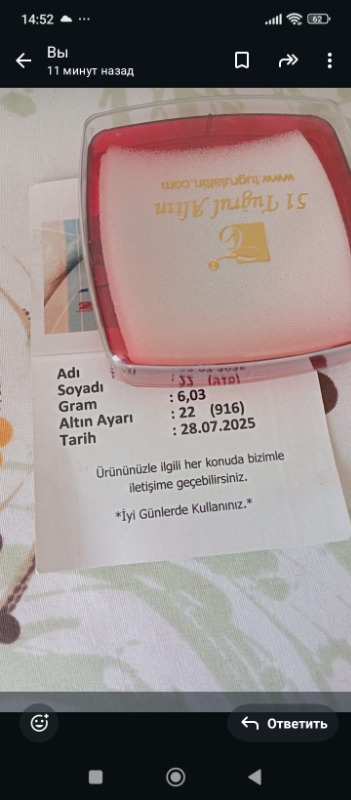 14:52
62
Вы
11 минут назад
www.tugrulaltin.com
51 Tuğrul Altın
Adı
Soyadı
Gram : 6,03
Altın Ayarı : 22 (916)
Tarih : 28.07.2025
Ürününüzle ilgili her konuda bizimle
iletişime geçebilirsiniz.
*İyi Günlerde Kullanınız.*
Ответить